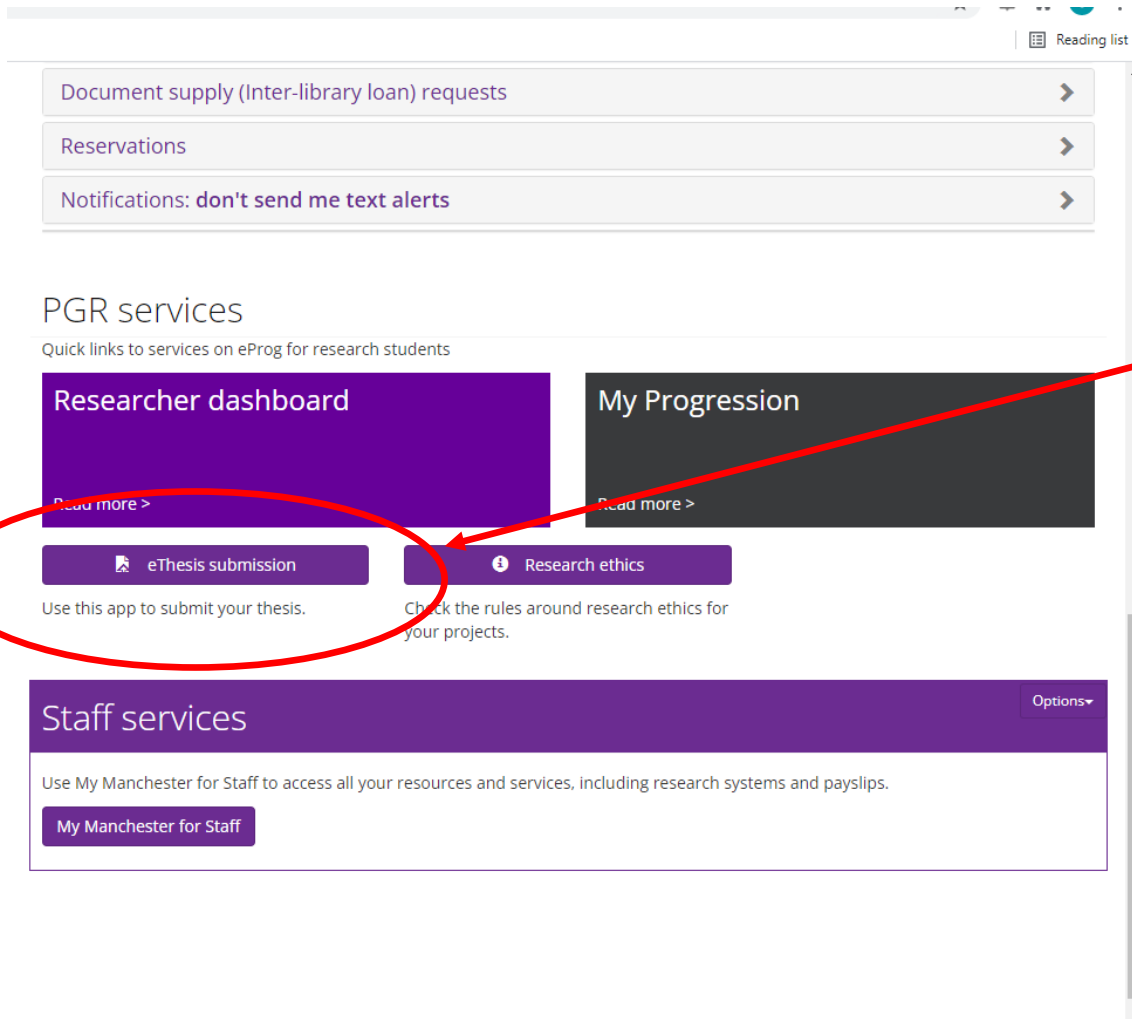 Reading list
Document supply (Inter-library loan) requests
Reservations
Notifications: don't send me text alerts
PGR services
Quick links to services on eProg for research students
Researcher dashboard
My Progression
Read more >
Read more >
eThesis submission
Research ethics
Use this app to submit your thesis.
Check the rules around research ethics for
your projects.
Staff services
Options
Use My Manchester for Staff to access all your resources and services, including research systems and payslips.
My Manchester for Staff